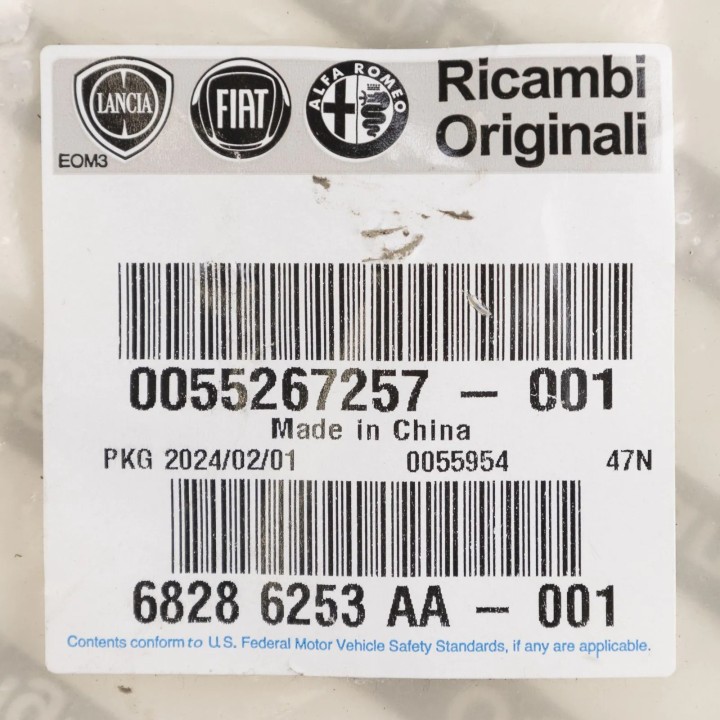 LANCIA FIAT ALFA ROMEO Ricambi
Originali
EOM3
0055267257 - 001
Made in China
PKG 2024/02/01 0055954 47N
6828 6253 AA - 001
Contents conform to U.S. Federal Motor Vehicle Safety Standards, if any are applicable.